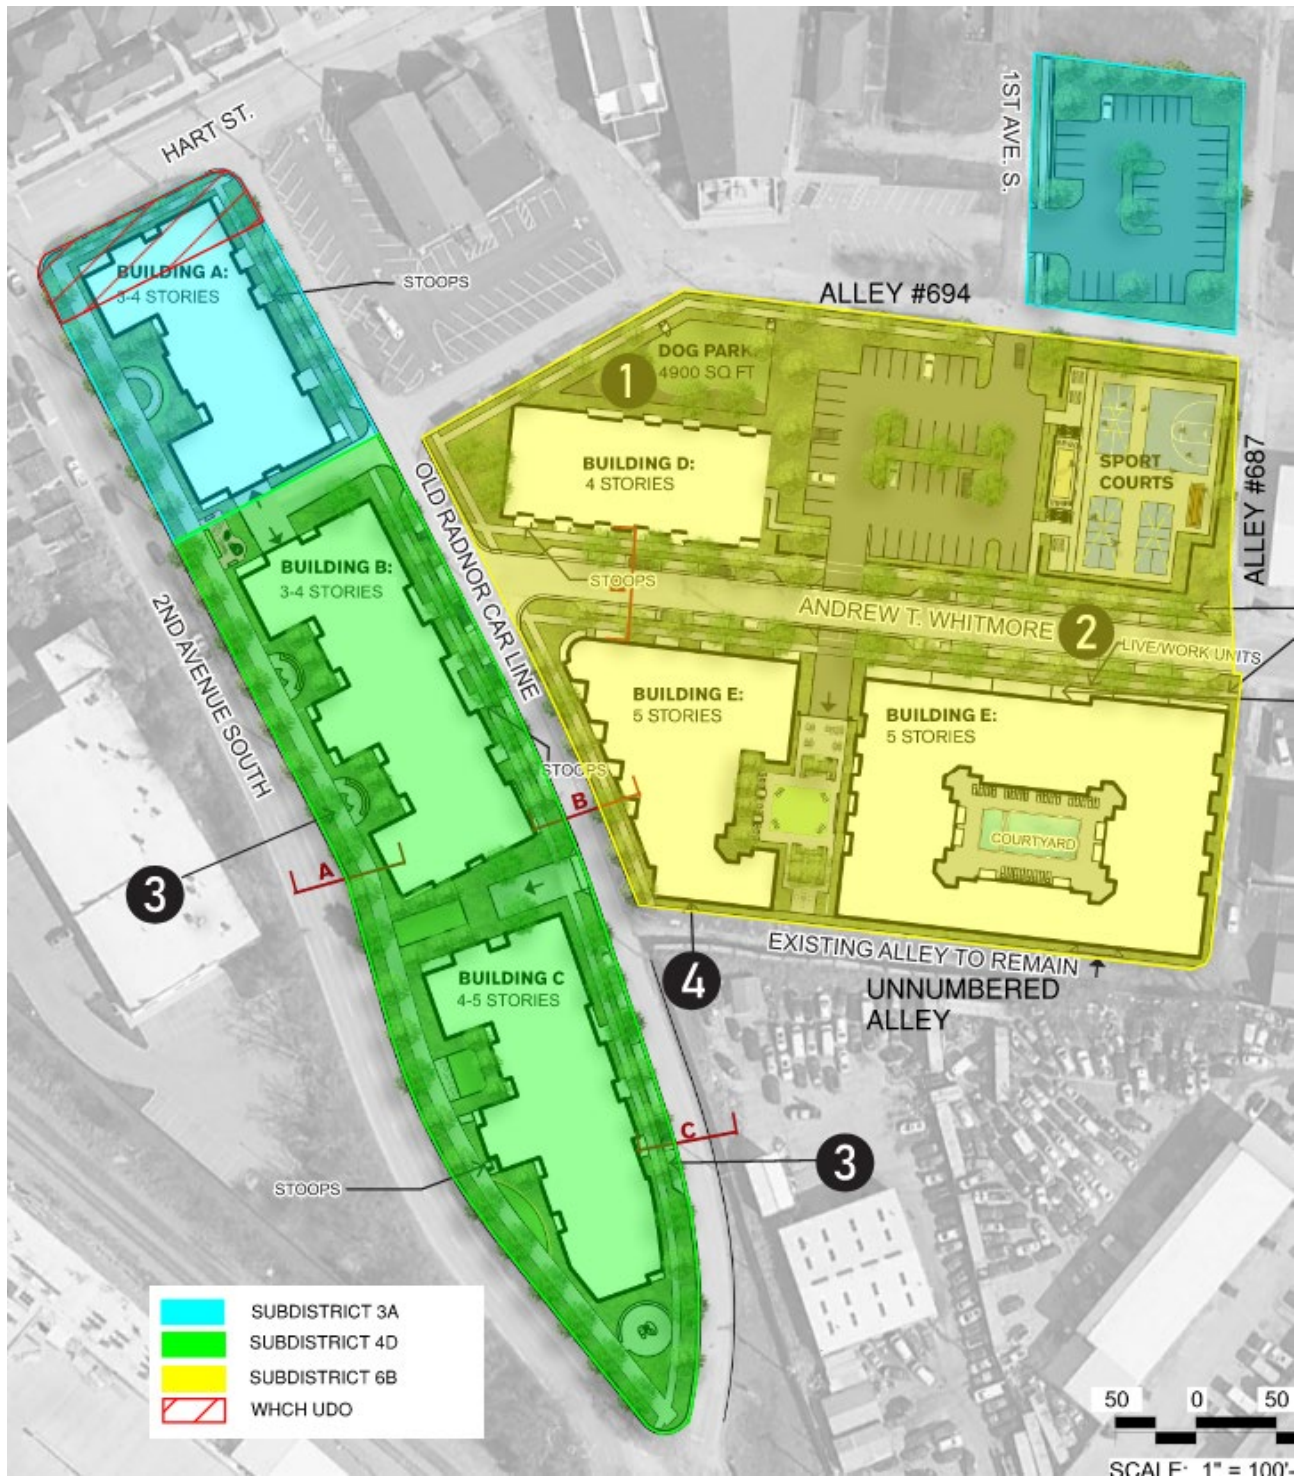 HART ST.
1ST AVE. S.
BUILDING A:
3-4 STORIES
STOOPS
ALLEY #694
DOG PARK
4900 SQ FT
1
BUILDING D:
4 STORIES
SPORT
COURTS
ALLEY #687
OLD RADNOR CAR LINE
BUILDING B:
3-4 STORIES
STOOPS
ANDREW T. WHITMORE
2
LIVE/WORK UNITS
2ND AVENUE SOUTH
BUILDING E:
5 STORIES
BUILDING E:
5 STORIES
STOOPS
B
COURTYARD
A
3
EXISTING ALLEY TO REMAIN
4
UNNUMBERED
ALLEY
BUILDING C
4-5 STORIES
C
3
STOOPS
SUBDISTRICT 3A
SUBDISTRICT 4D
SUBDISTRICT 6B
WHCH UDO
50 0 50
SCALE: 1" = 100'-